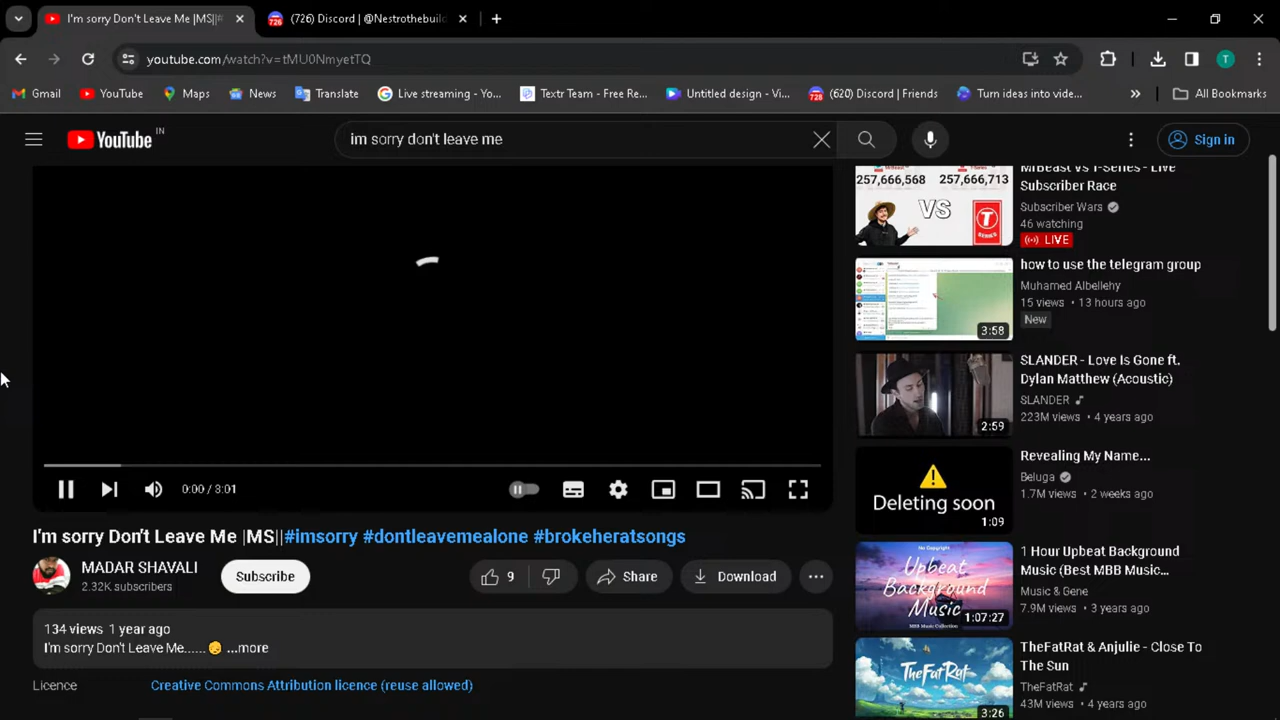 I'm sorry Don't Leave Me |MS||#
(726) Discord | @Nestrothebuild
youtube.com/watch?v=tMU0NmyetTQ
T
Gmail
YouTube
Maps
News
Translate
Live streaming - Yo...
Textr Team - Free Re...
Untitled design - Vi...
(620) Discord | Friends
Turn ideas into vide...
All Bookmarks
YouTube IN
im sorry don't leave me
Sign in
257,666,568
257,666,713
VS
MrBeast Vs T-Series - Live
Subscriber Race
Subscriber Wars
46 watching
LIVE
how to use the telegram group
Mohamed Albellehy
15 views • 13 hours ago
New
3:58
SLANDER - Love Is Gone ft.
Dylan Matthew (Acoustic)
SLANDER
223M views • 4 years ago
2:59
Revealing My Name...
Beluga
1.7M views • 2 weeks ago
Deleting soon
1:09
1 Hour Upbeat Background
Music (Best MBB Music...
Music & Gene
7.9M views • 3 years ago
No Copyright
Upbeat
Background
Music
1:07:27
TheFatRat & Anjulie - Close To
The Sun
TheFatRat
43M views • 4 years ago
TheFatRat
3:26
0:00 / 3:01
I'm sorry Don't Leave Me |MS||#imsorry #dontleavemealone #brokeheratsongs
MADAR SHAVALI
2.32K subscribers
Subscribe
9
Share
Download
134 views 1 year ago
I'm sorry Don't Leave Me...... 😔 ...more
Licence
Creative Commons Attribution licence (reuse allowed)